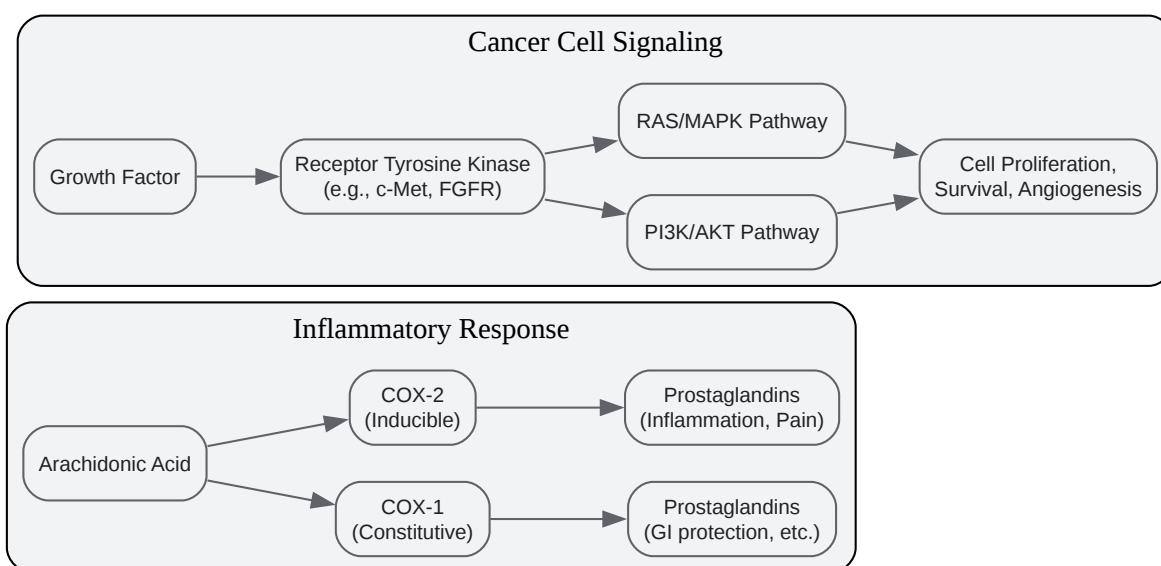 Cancer Cell Signaling
Growth Factor
Receptor Tyrosine Kinase
(e.g., c-Met, FGFR)
RAS/MAPK Pathway
PI3K/AKT Pathway
Cell Proliferation,
Survival, Angiogenesis
Inflammatory Response
Arachidonic Acid
COX-2
(Inducible)
Prostaglandins
(Inflammation, Pain)
COX-1
(Constitutive)
Prostaglandins
(GI protection, etc.)